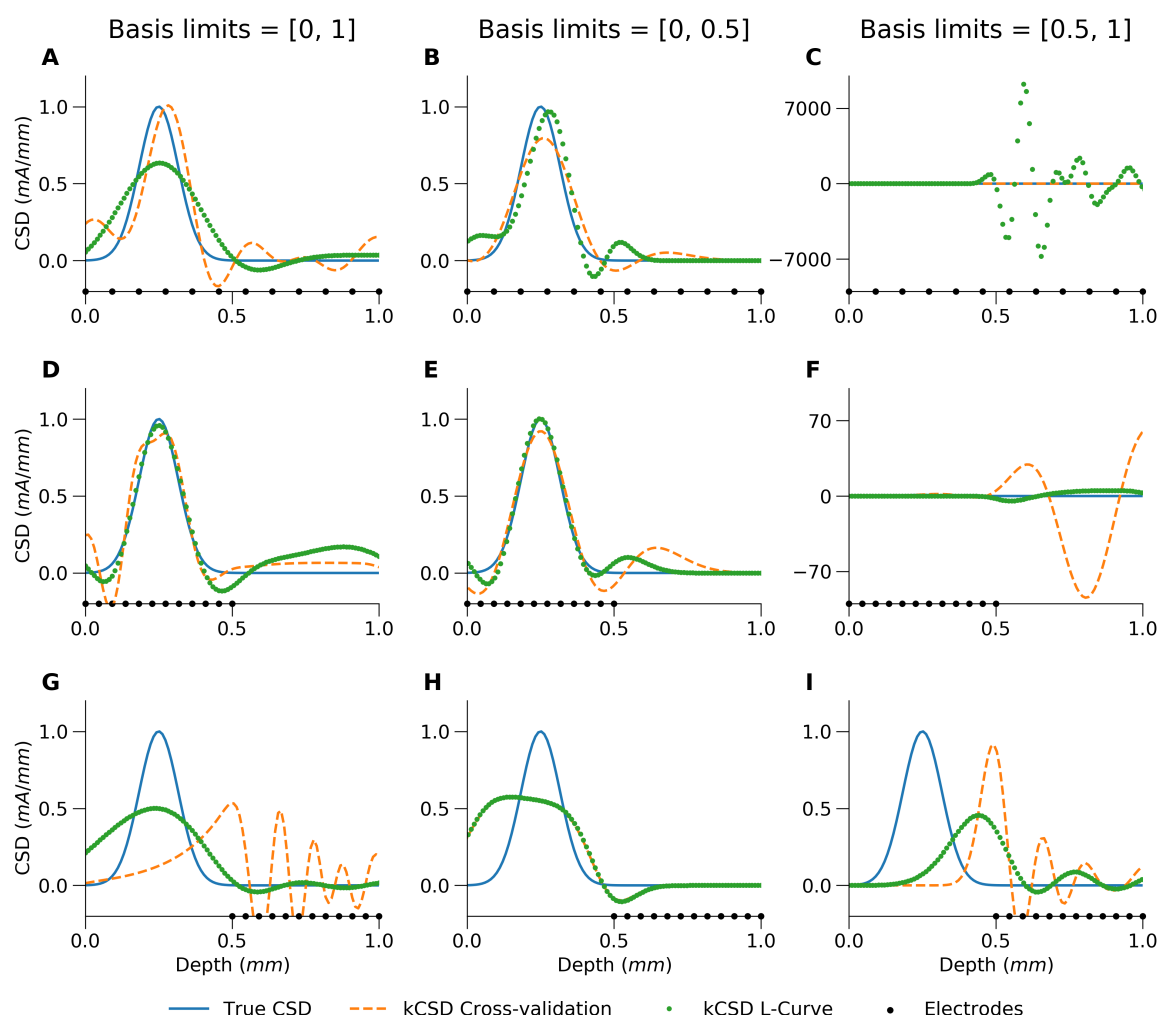 Basis limits = [0, 1] Basis limits = [0, 0.5] Basis limits = [0.5, 1]
A B C
CSD (mA/mm)
1.0
0.5
0.0
0.0 0.5 1.0
1.0
0.5
0.0
0.0 0.5 1.0
7000
0
−7000
0.0 0.5 1.0
D E F
CSD (mA/mm)
1.0
0.5
0.0
0.0 0.5 1.0
1.0
0.5
0.0
0.0 0.5 1.0
70
0
−70
0.0 0.5 1.0
G H I
CSD (mA/mm)
1.0
0.5
0.0
0.0 0.5 1.0
Depth (mm)
1.0
0.5
0.0
0.0 0.5 1.0
Depth (mm)
1.0
0.5
0.0
0.0 0.5 1.0
Depth (mm)
True CSD kCSD Cross-validation kCSD L-Curve Electrodes